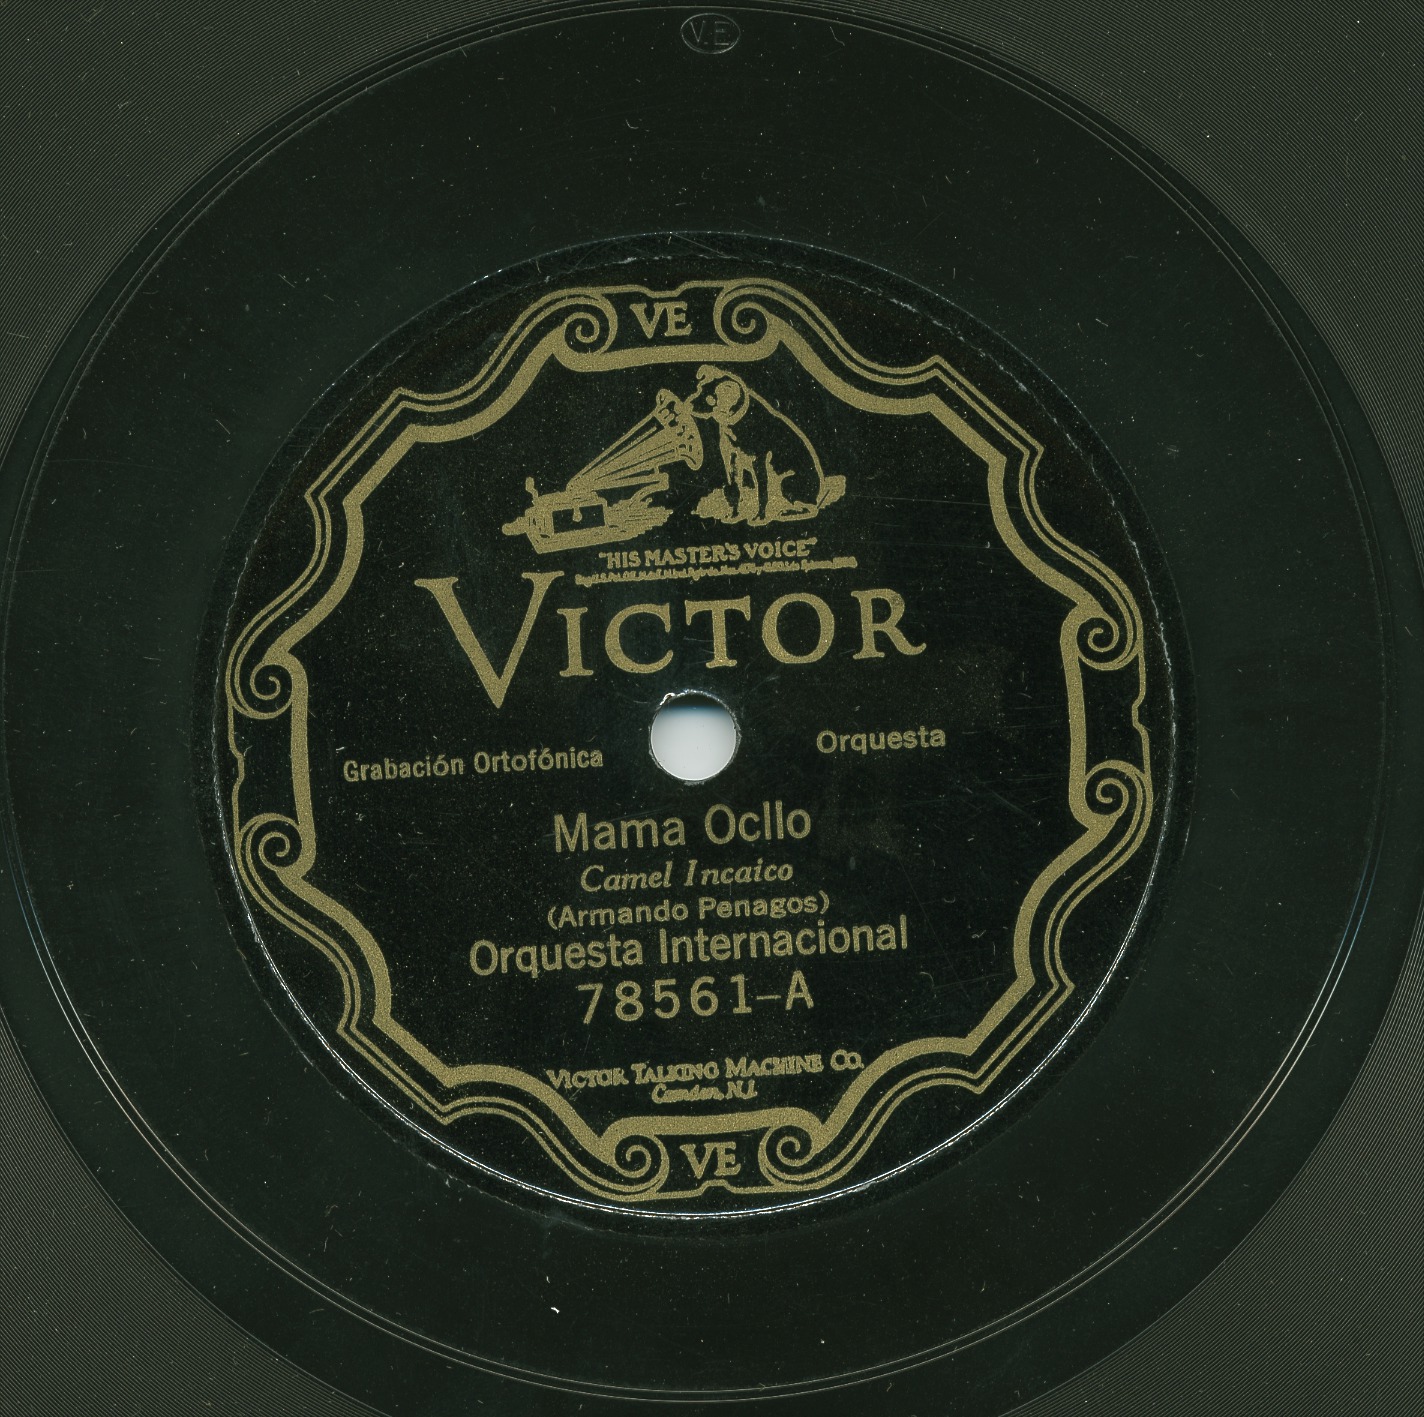 VE
VE
"HIS MASTER'S VOICE"
VICTOR
Grabación Ortofónica
Orquesta
Mama Ocllo
Camel Incaico
(Armando Penagos)
Orquesta Internacional
78561-A
VICTOR TALKING MACHINE CO.
Camden, N.J.
VE